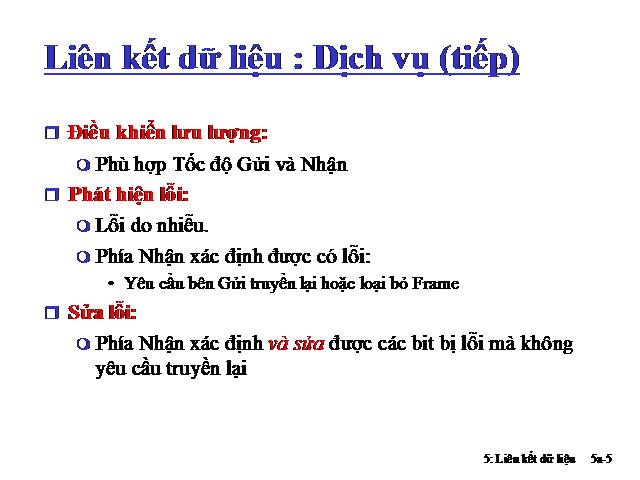 Liên kết dữ liệu : Dịch vụ (tiếp)
Điều khiển lưu lượng:
Phù hợp Tốc độ Gửi và Nhận
Phát hiện lỗi:
Lỗi do nhiễu.
Phía Nhận xác định được có lỗi:
• Yêu cầu bên Gửi truyền lại hoặc loại bỏ Frame
Sửa lỗi:
Phía Nhận xác định và sửa được các bit bị lỗi mà không
yêu cầu truyền lại
5: Liên kết dữ liệu 5a-5